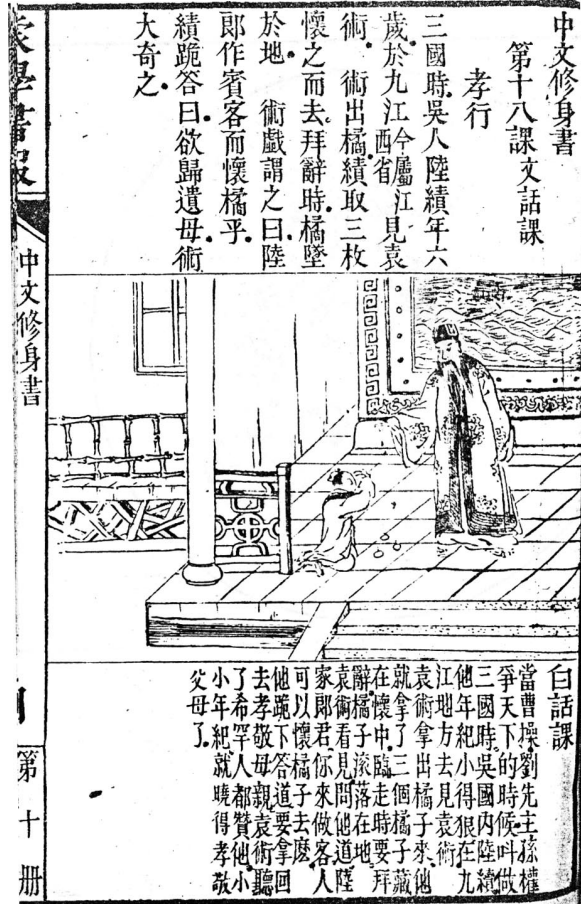 中文修身書
第十八課文話課
孝行
三國時吳人陸績年六
歲於九江今屬江西省見袁
術 術出橘績取三枚
懷之而去拜辭時橘墜
於地 術戲謂之曰陸
郎作賓客而懷橘乎
績跪答曰欲歸遺母術
大奇之
白話課
當曹操劉先主孫權
爭天下的時候叫做
三國時吳國內陸績
他年紀小得狠在九
江地方去見袁術
袁術拿出橘子來他
就拿了三個橘子藏
在懷中臨走時要拜
辭橘子滚落在地
袁術看見問他道陸
家郎君你來做客人
可以懷橘子去麽
他跪下答道要拿回
去孝敬母親袁術聽
了希罕人都贊他小
小年紀就曉得孝敬
父母了
學書報
中文修身書
第十册